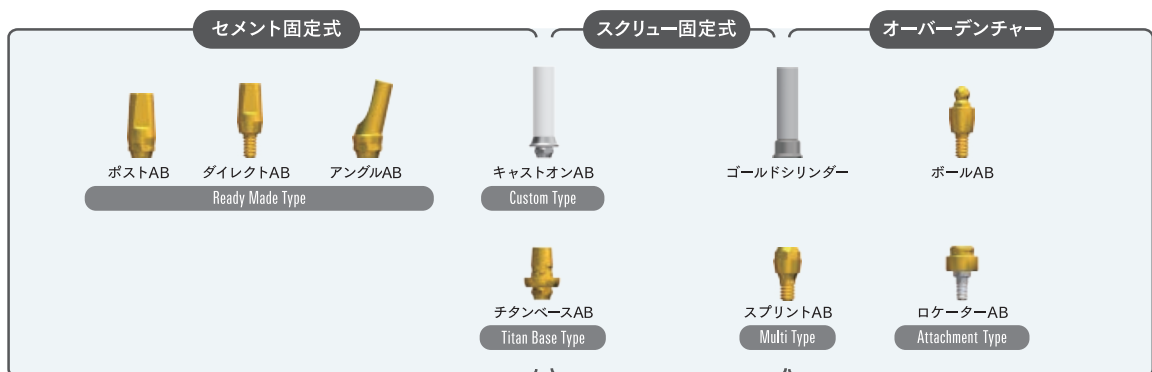 セメント固定式
スクリュー固定式
オーバーデンチャー
ポストAB
ダイレクトAB
アングルAB
キャストオンAB
ゴールドシリンダー
ボールAB
Ready Made Type
Custom Type
チタンベースAB
スプリントAB
ロケーターAB
Titan Base Type
Multi Type
Attachment Type